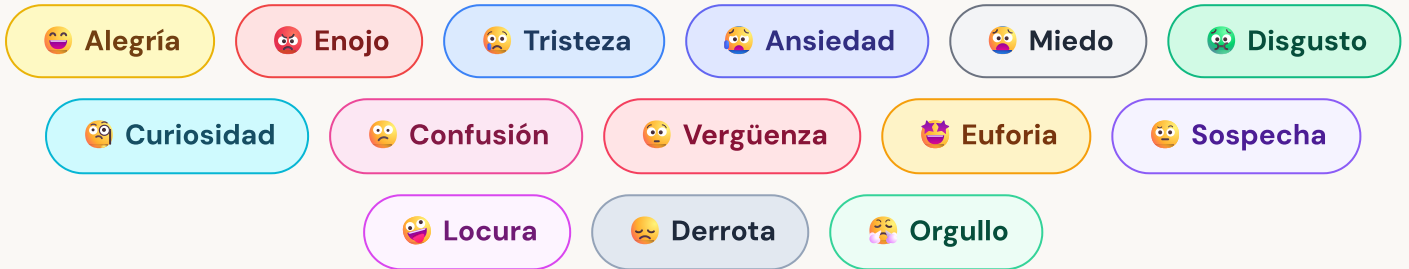 😄 Alegría 😡 Enojo 😢 Tristeza 😰 Ansiedad 😨 Miedo 🤢 Disgusto
🧐 Curiosidad 😕 Confusión 😳 Vergüenza 🤩 Euforia 🤨 Sospecha
🤪 Locura 😞 Derrota 😤 Orgullo